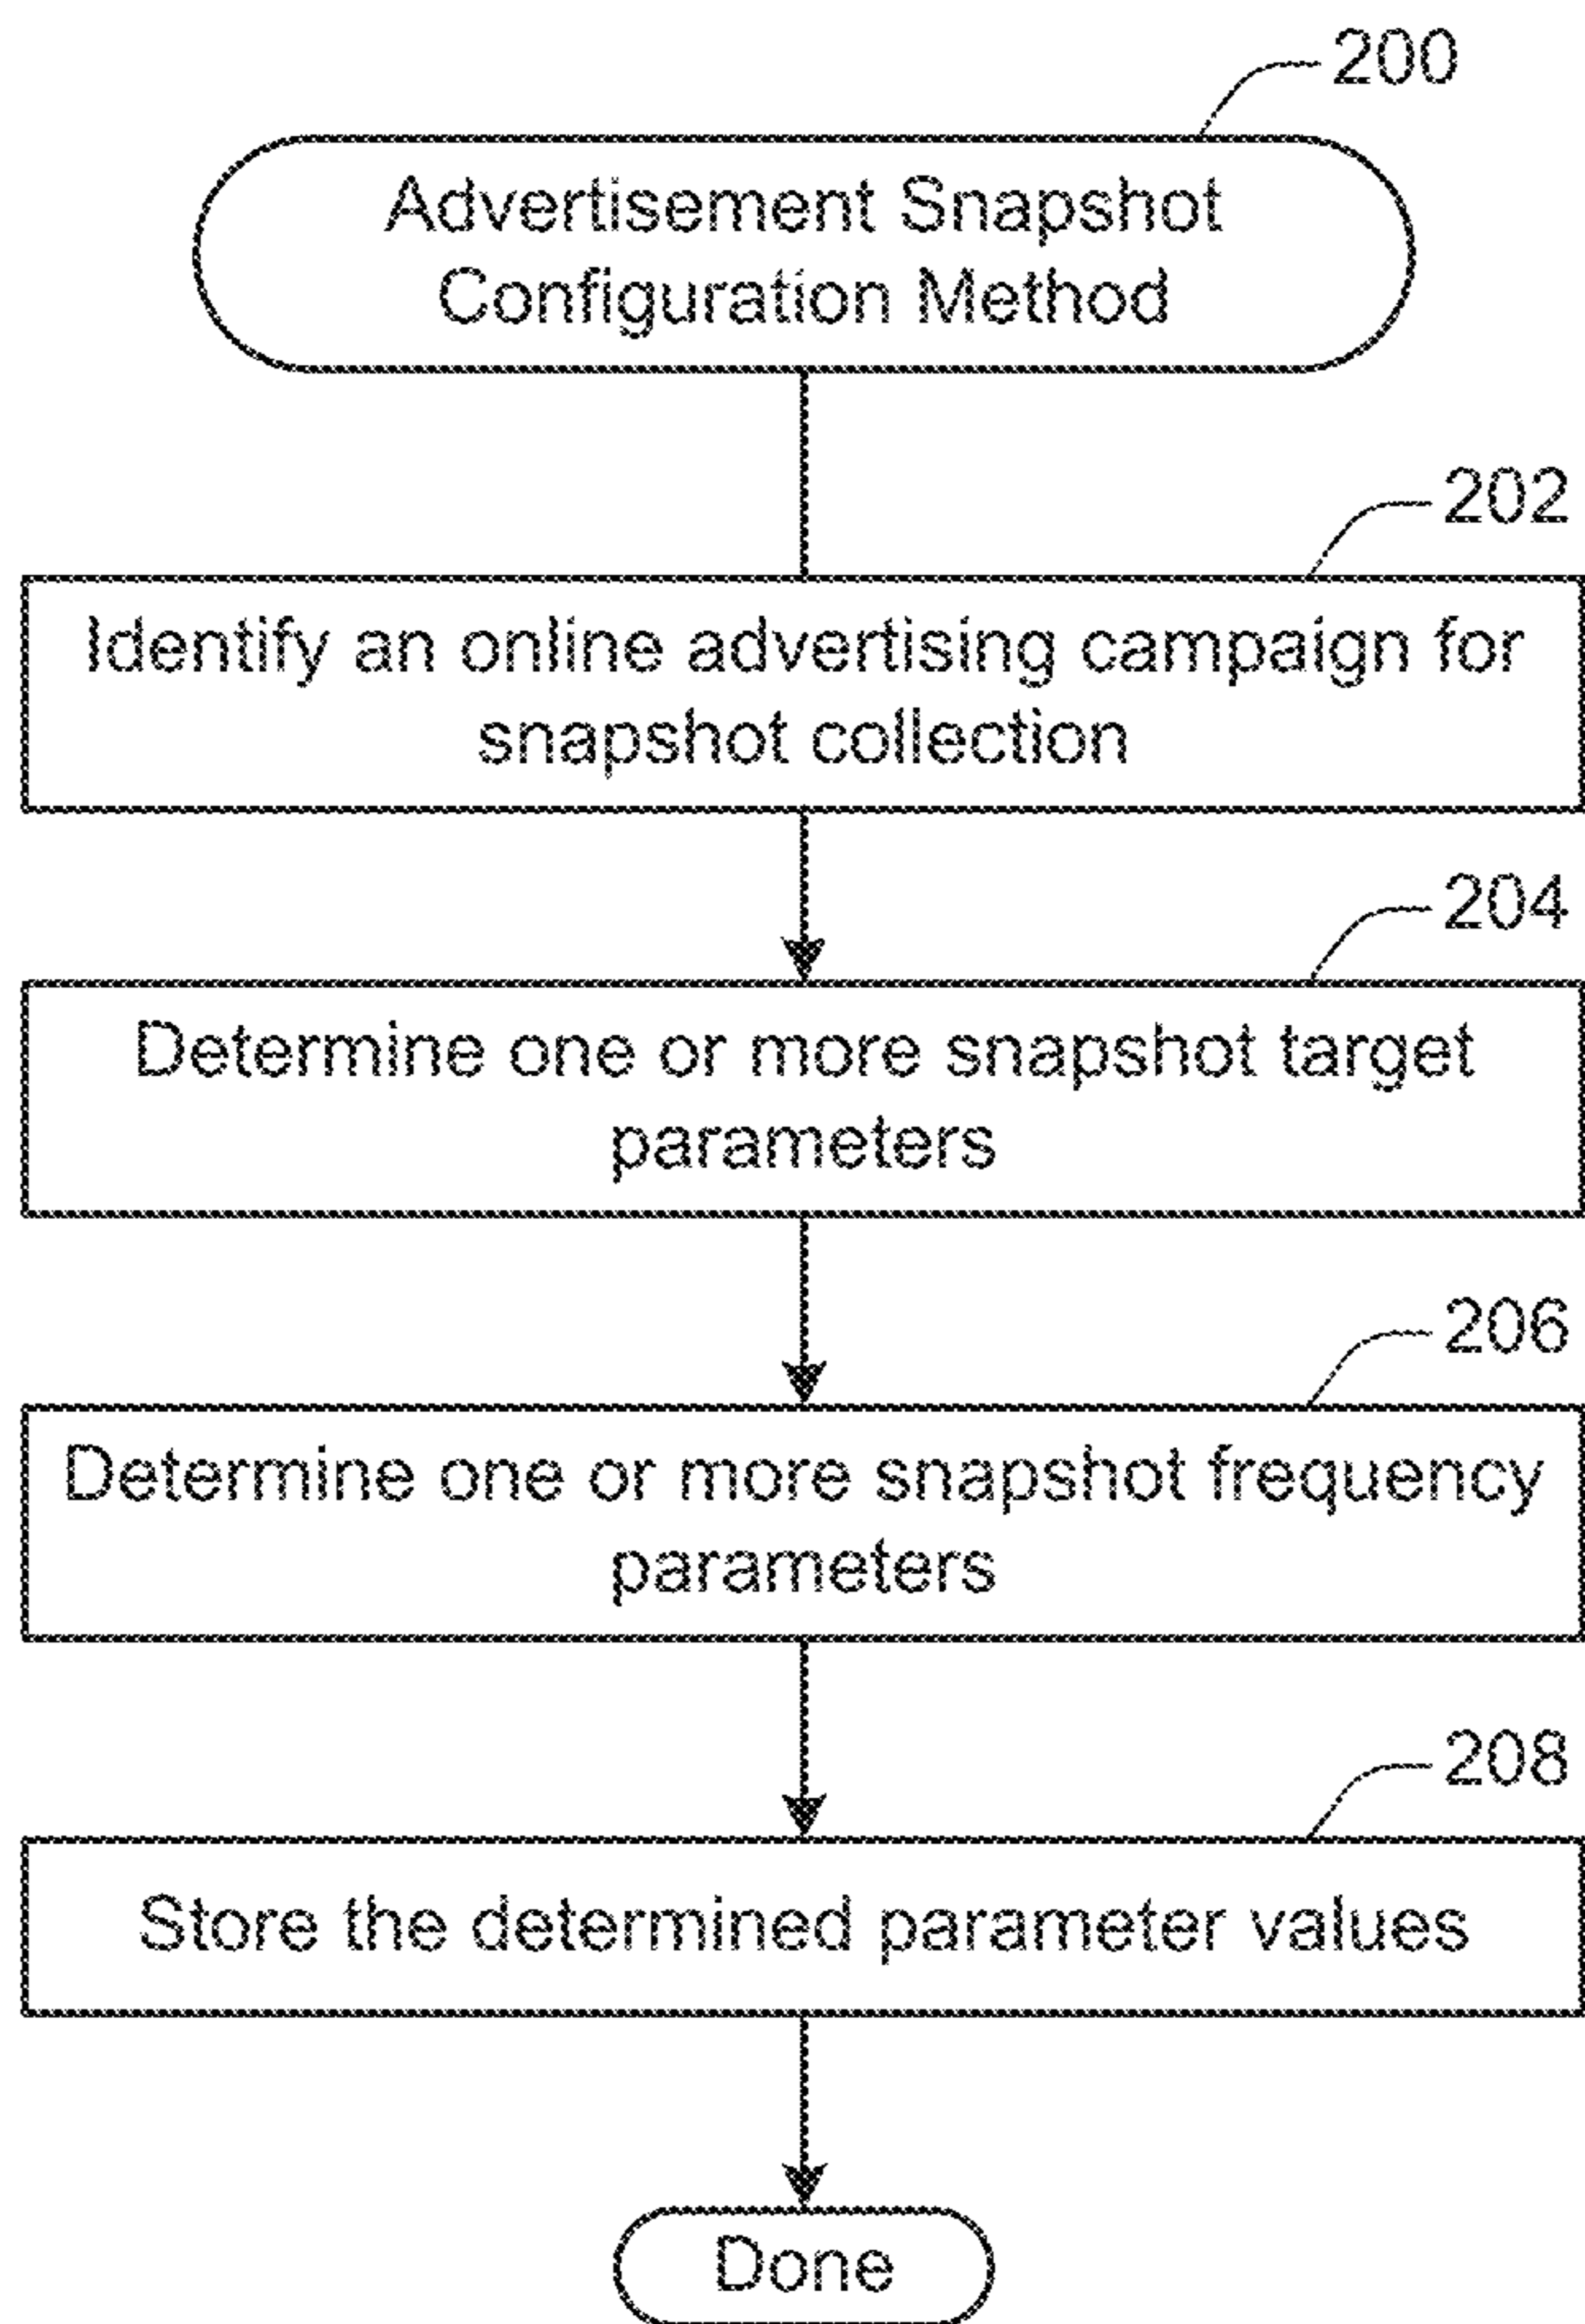 200
Advertisement Snapshot
Configuration Method
202
Identify an online advertising campaign for
snapshot collection
204
Determine one or more snapshot target
parameters
206
Determine one or more snapshot frequency
parameters
208
Store the determined parameter values
Done